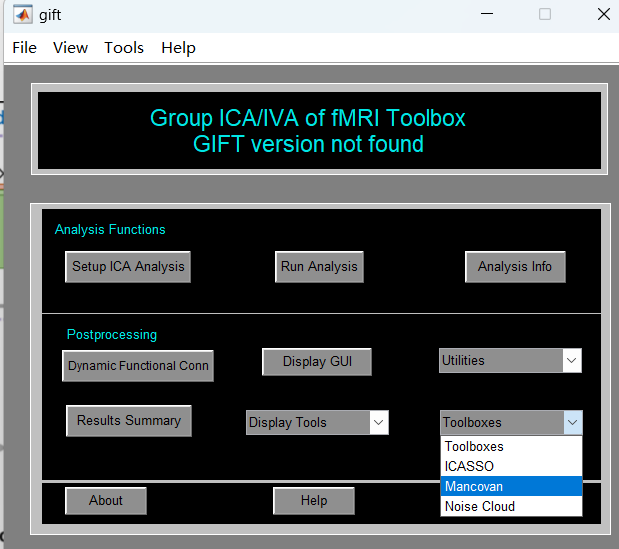 gift
File View Tools Help
Group ICA/IVA of fMRI Toolbox
GIFT version not found
Analysis Functions
Setup ICA Analysis
Run Analysis
Analysis Info
Postprocessing
Dynamic Functional Conn
Display GUI
Utilities
Results Summary
Display Tools
Toolboxes
Toolboxes
ICASSO
Mancovan
Noise Cloud
About
Help